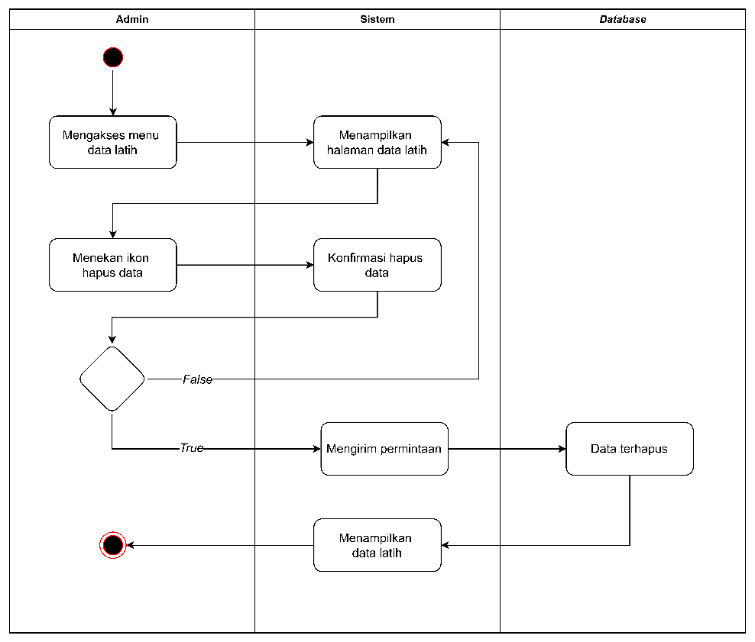 Admin
Sistem
Database
Mengakses menu
data latih
Menampilkan
halaman data latih
Menekan ikon
hapus data
Konfirmasi hapus
data
False
True
Mengirim permintaan
Data terhapus
Menampilkan
data latih